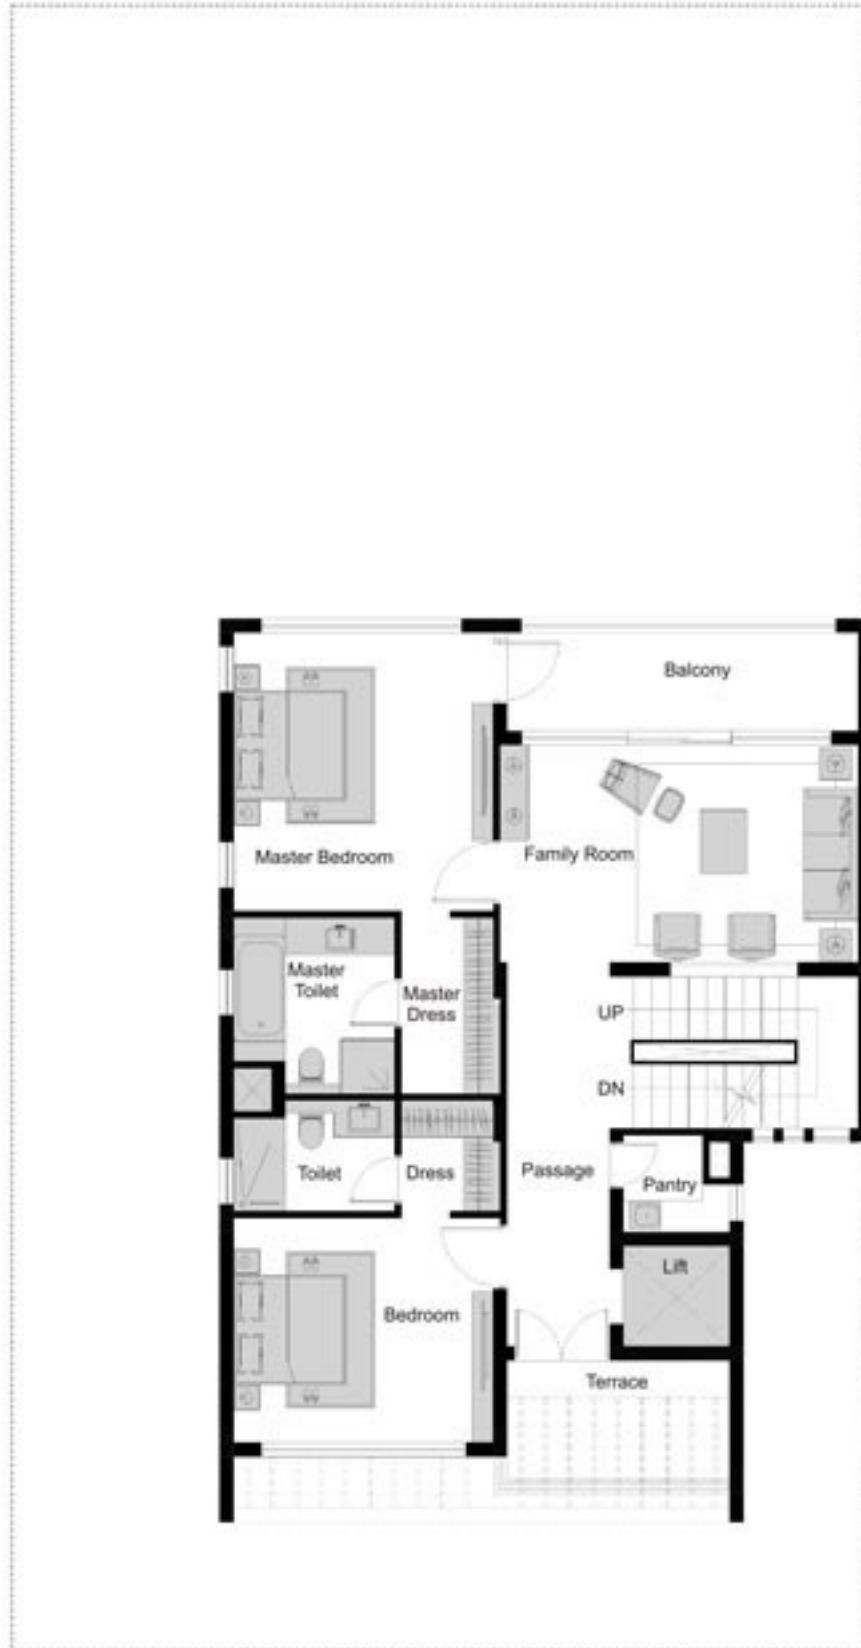 Balcony
Master Bedroom
Family Room
Master
Toilet
Master
Dress
UP
DN
Toilet
Dress
Passage
Pantry
Lift
Bedroom
Terrace